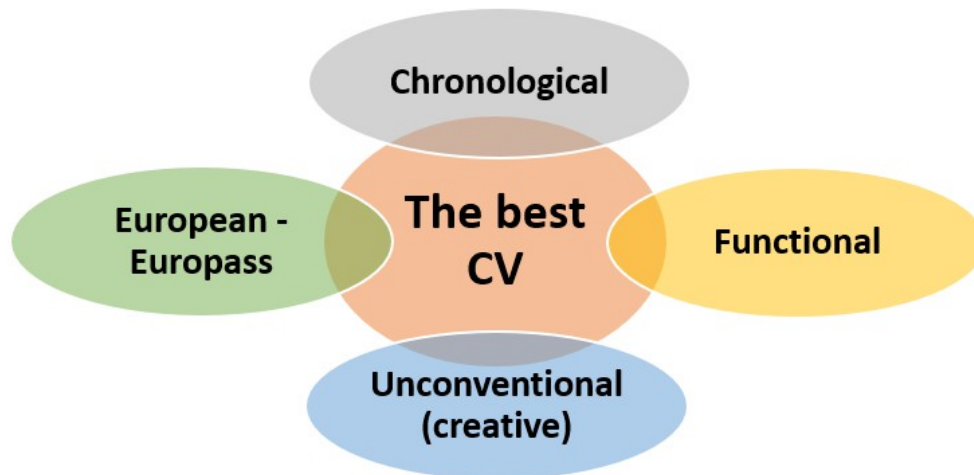 Chronological
European -
Europass
The best
CV
Functional
Unconventional
(creative)